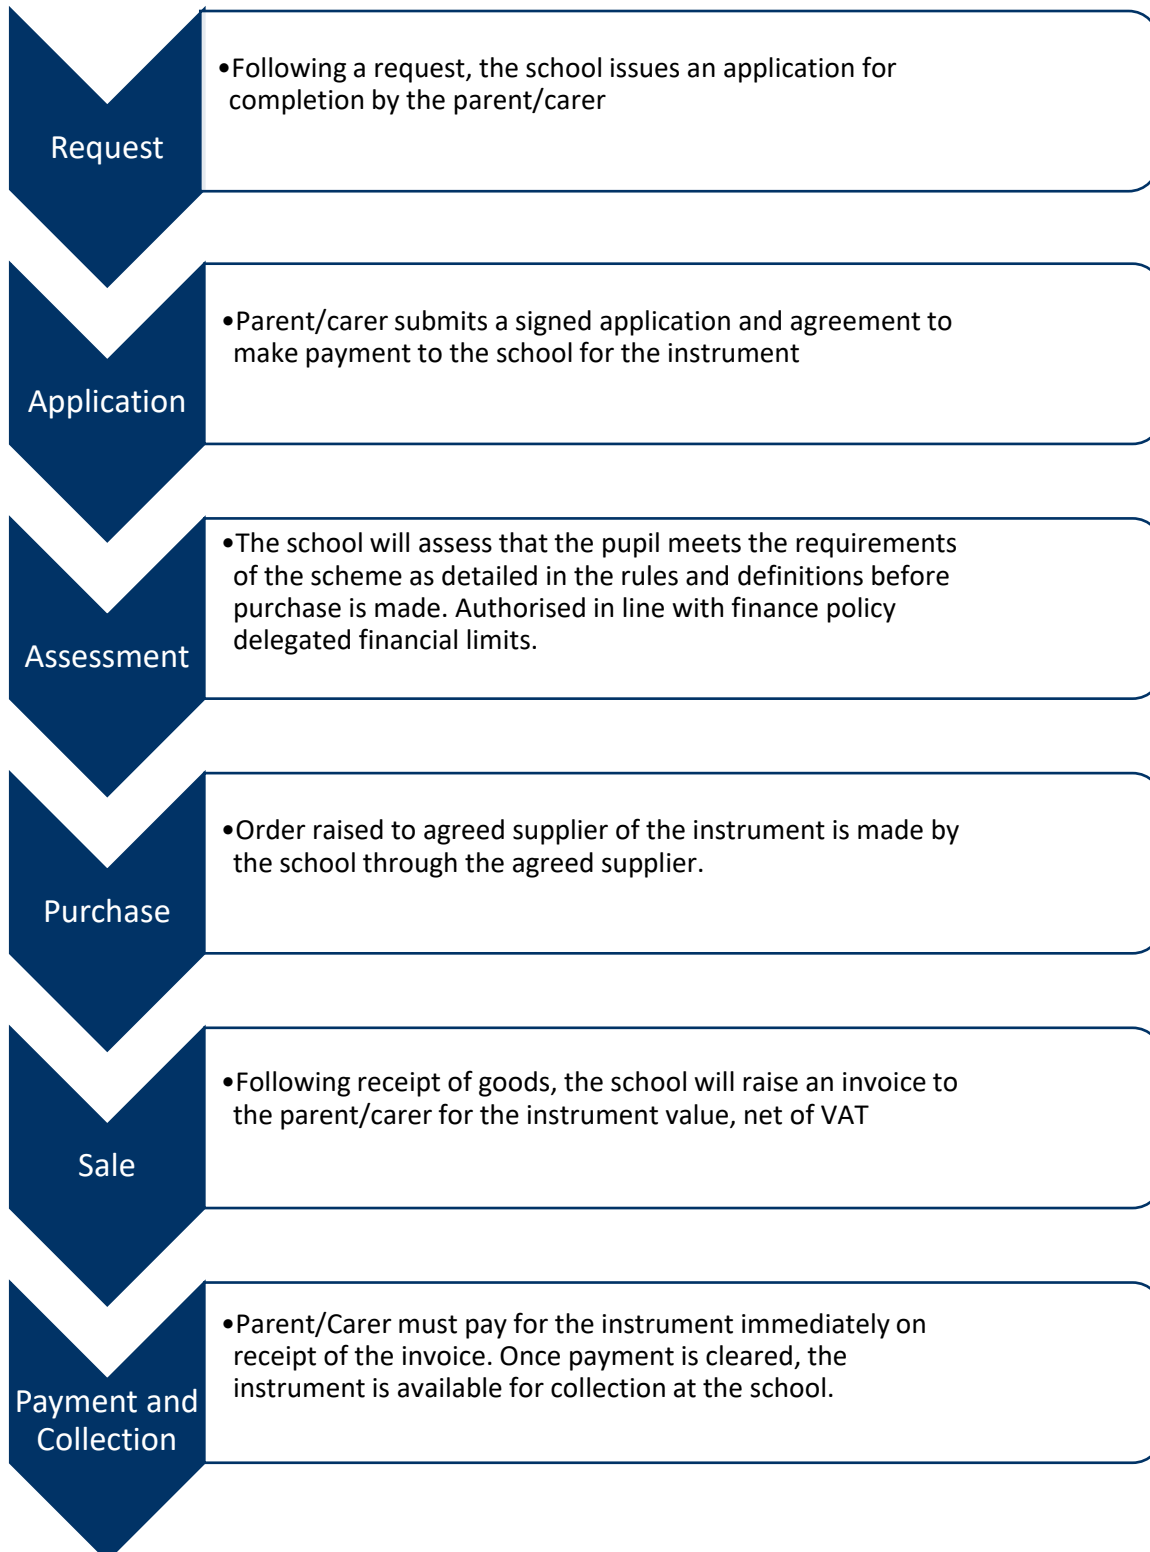 Request
•Following a request, the school issues an application for
completion by the parent/carer
Application
•Parent/carer submits a signed application and agreement to
make payment to the school for the instrument
Assessment
•The school will assess that the pupil meets the requirements
of the scheme as detailed in the rules and definitions before
purchase is made. Authorised in line with finance policy
delegated financial limits.
Purchase
•Order raised to agreed supplier of the instrument is made by
the school through the agreed supplier.
Sale
•Following receipt of goods, the school will raise an invoice to
the parent/carer for the instrument value, net of VAT
Payment and
Collection
•Parent/Carer must pay for the instrument immediately on
receipt of the invoice. Once payment is cleared, the
instrument is available for collection at the school.